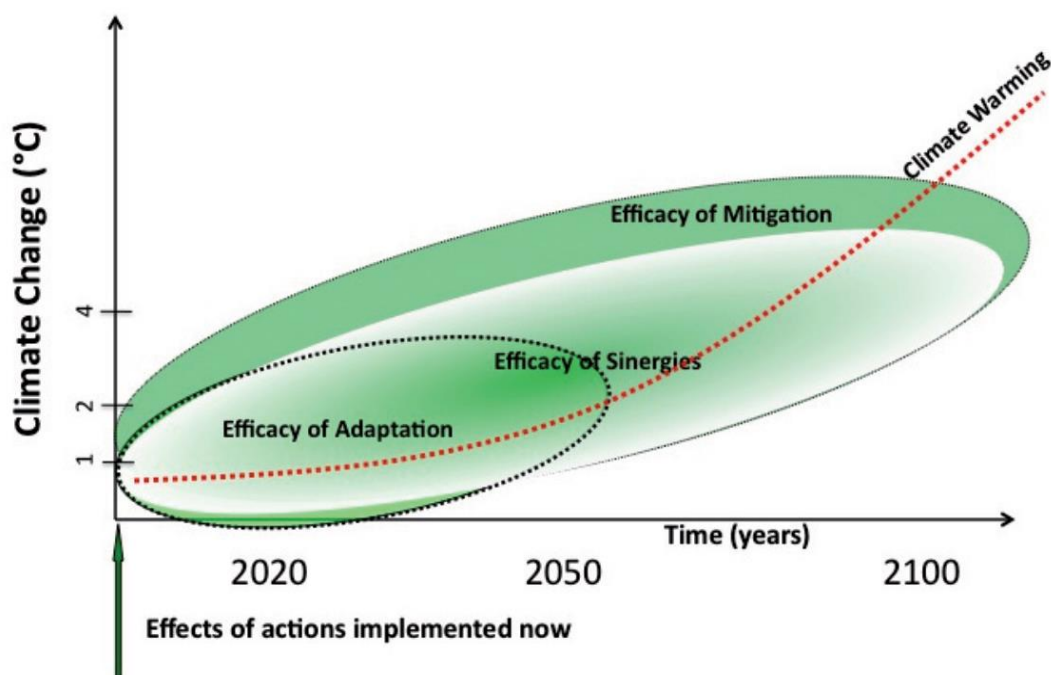 Climate Change (°C)
4
2
1
Climate Warming
Efficacy of Mitigation
Efficacy of Sinergies
Efficacy of Adaptation
Time (years)
2020
2050
2100
Effects of actions implemented now